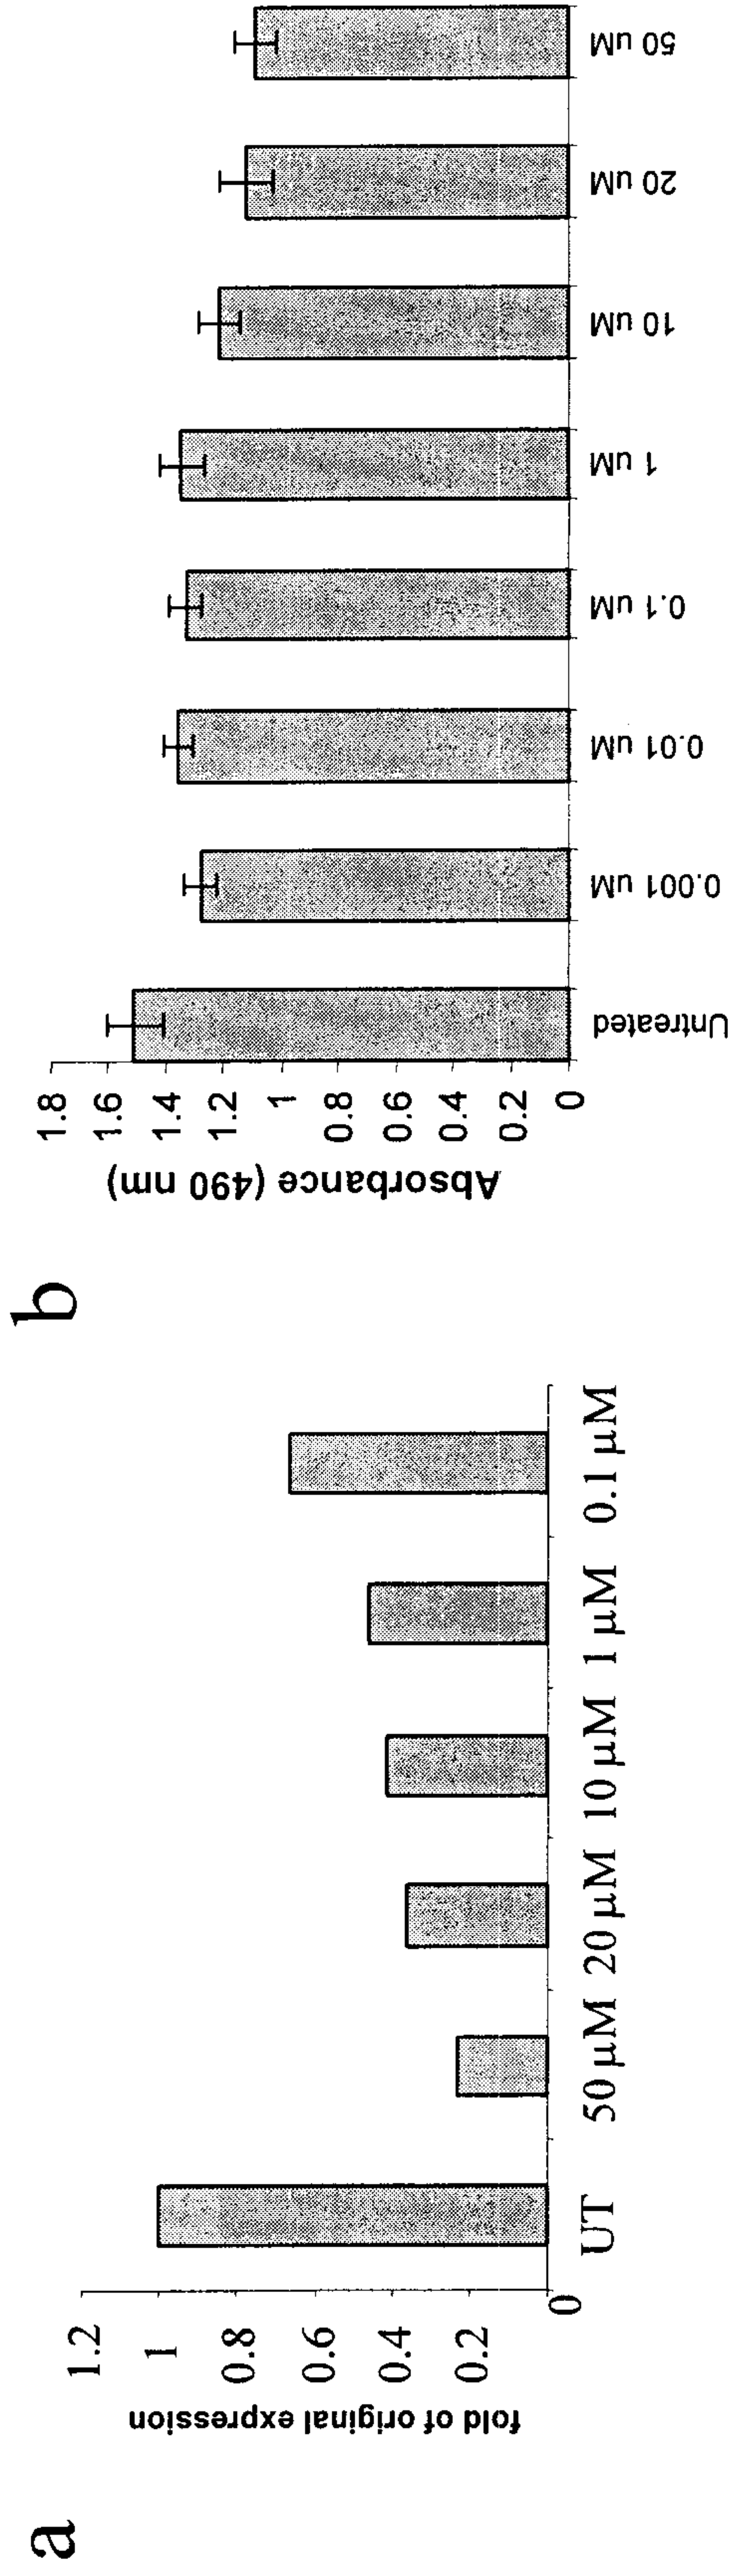 a
fold of original expression
1.2
1
0.8
0.6
0.4
0.2
0
UT 50 µM 20 µM 10 µM 1 µM 0.1 µM
b
Absorbance (490 nm)
1.8
1.6
1.4
1.2
1
0.8
0.6
0.4
0.2
0
Untreated
0.001 uM
0.01 uM
0.1 uM
1 uM
10 uM
20 uM
50 uM